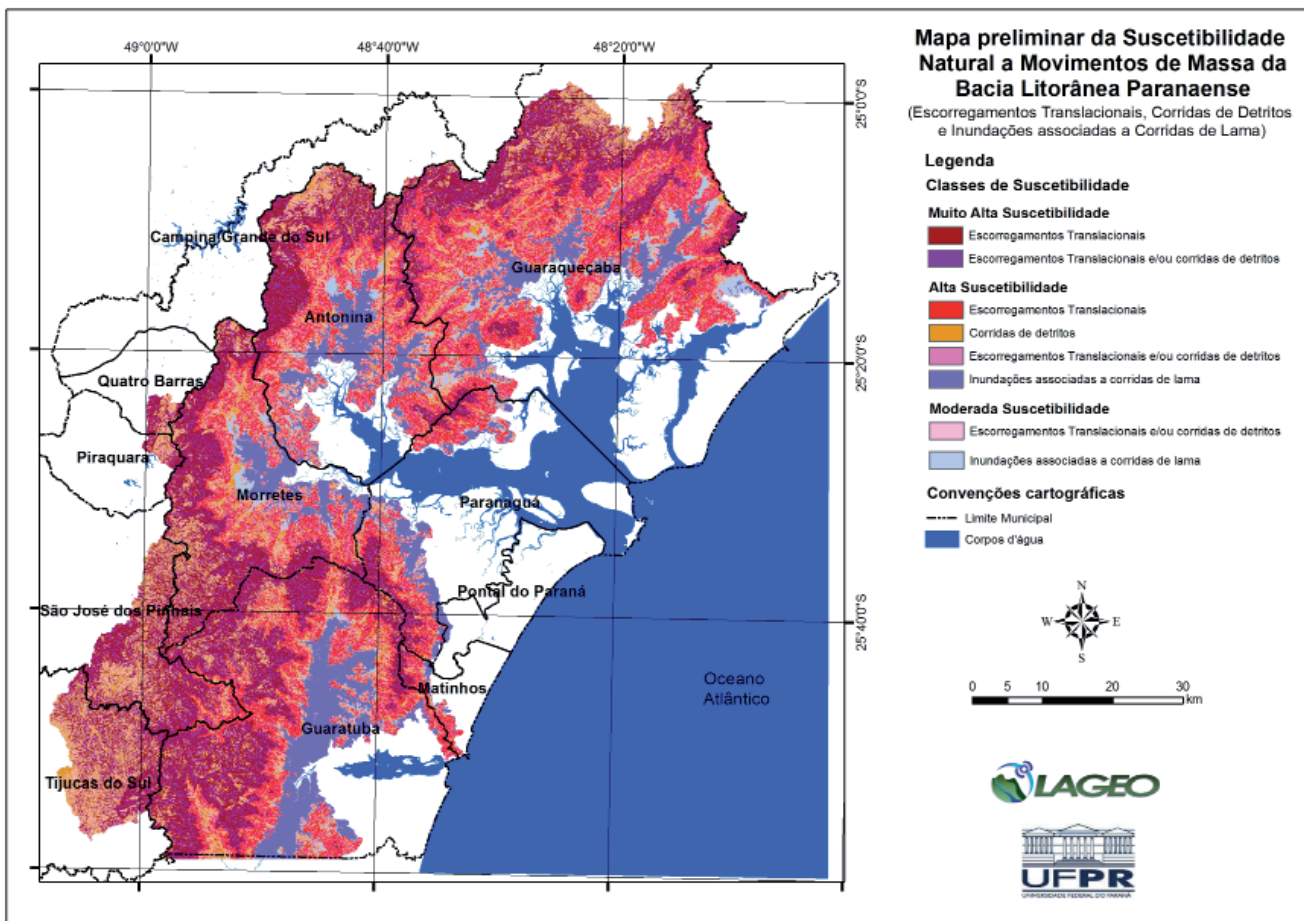 Mapa preliminar da Suscetibilidade
Natural a Movimentos de Massa da
Bacia Litorânea Paranaense
(Escorregamentos Translacionais, Corridas de Detritos
e Inundações associadas a Corridas de Lama)
Legenda
Classes de Suscetibilidade
Muito Alta Suscetibilidade
Escorregamentos Translacionais
Escorregamentos Translacionais e/ou corridas de detritos
Alta Suscetibilidade
Escorregamentos Translacionais
Corridas de detritos
Escorregamentos Translacionais e/ou corridas de detritos
Inundações associadas a corridas de lama
Moderada Suscetibilidade
Escorregamentos Translacionais e/ou corridas de detritos
Inundações associadas a corridas de lama
Convenções cartográficas
Limite Municipal
Corpos d'água
N
W E
S
0 5 10 20 30
km
LAGEO
UFPR
UNIVERSIDADE FEDERAL DO PARANÁ
49°0'0"W 48°40'0"W 48°20'0"W
25°0'0"S
25°20'0"S
25°40'0"S
Campina Grande do Sul
Guaraqueçaba
Antonina
Quatro Barras
Piraquara
Morretes
Paranaguá
Pontal do Paraná
São José dos Pinhais
Matinhos
Oceano
Atlântico
Guaratuba
Tijucas do Sul